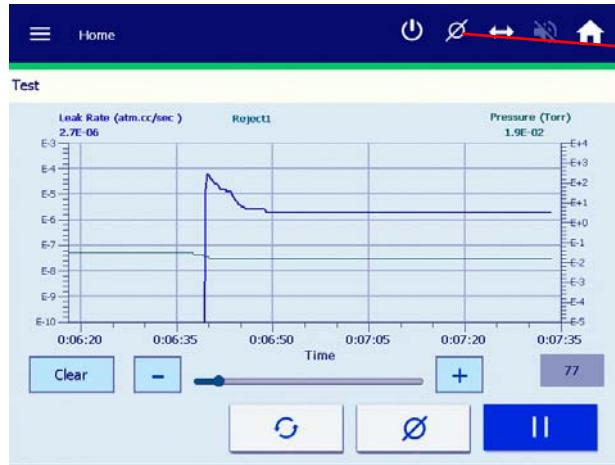 Home
Test
Leak Rate (atm.cc/sec ) Reject1 Pressure (Torr)
2.7E-06 1.9E-02
E-3 E+4
E+3
E-4 E+2
E-5 E+1
E-6 E+0
E-7 E-1
E-8 E-2
E-3
E-9 E-4
E-10 E-5
0:06:20 0:06:35 0:06:50 0:07:05 0:07:20 0:07:35
Time
Clear − + 77